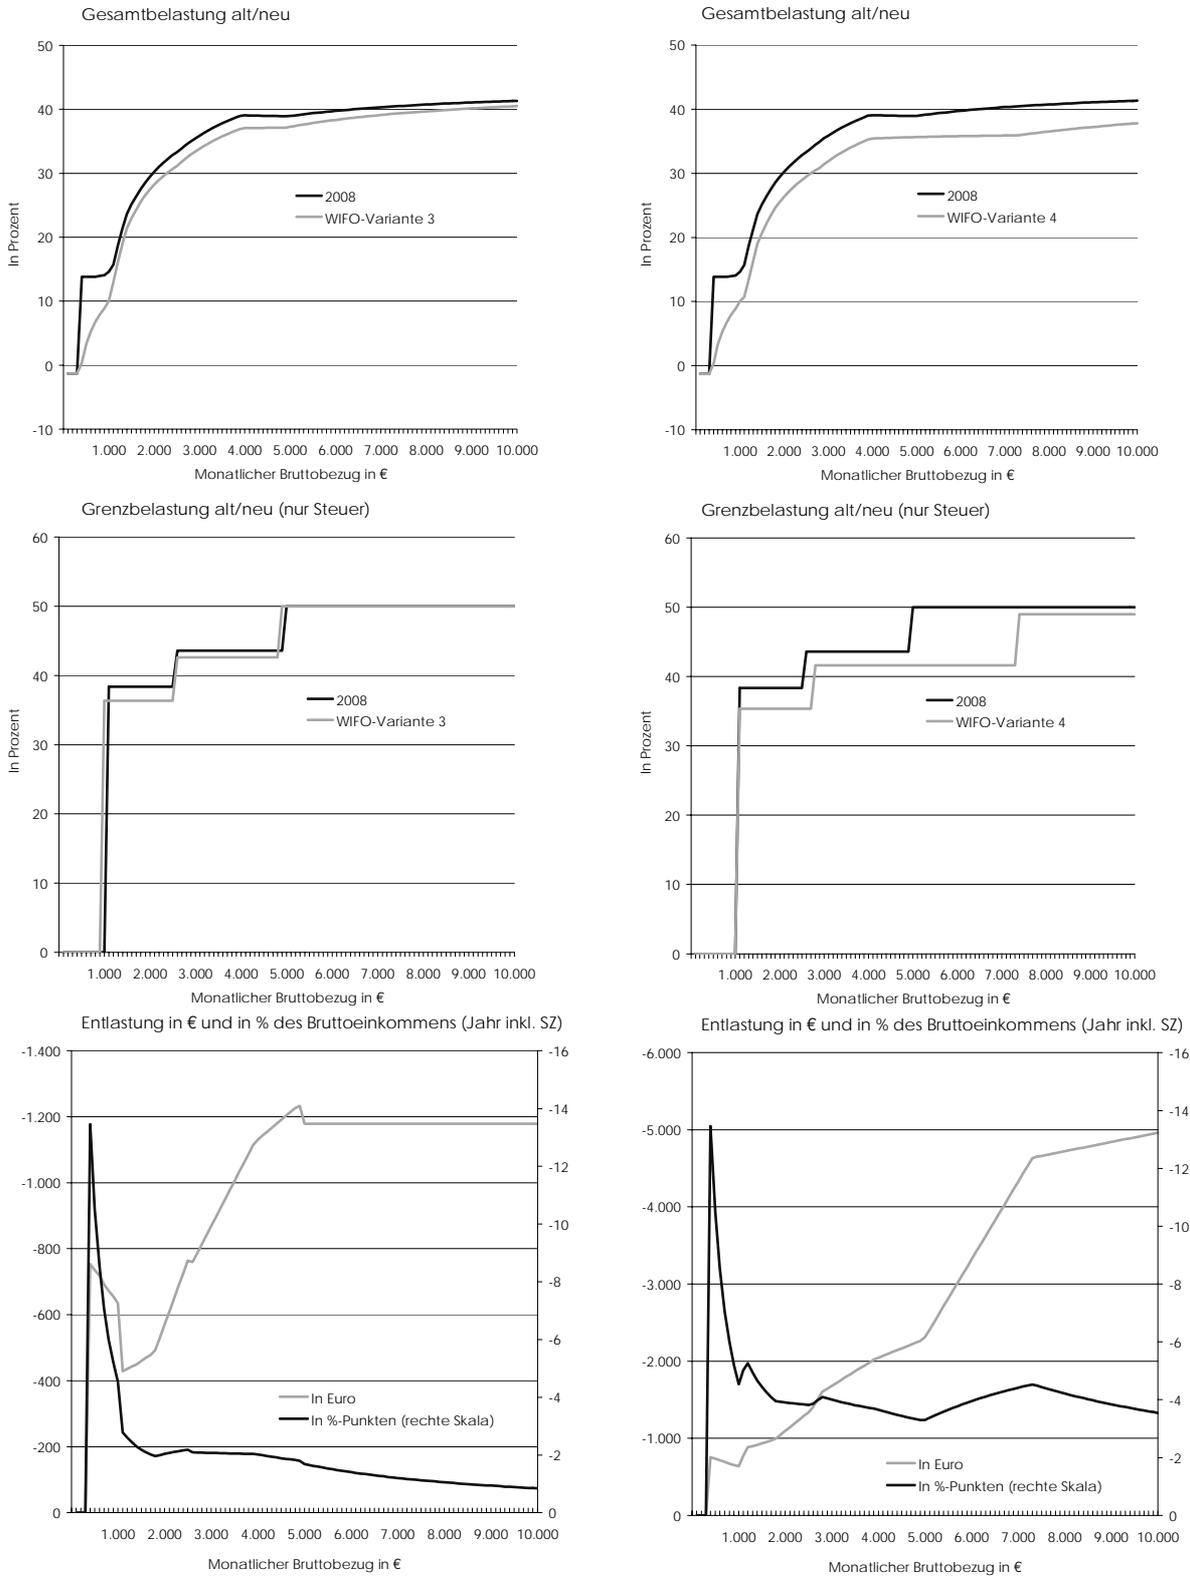 Gesamtbelastung alt/neu
50
40
30
20
10
0
-10
In Prozent
2008
WIFO-Variante 3
1.000 2.000 3.000 4.000 5.000 6.000 7.000 8.000 9.000 10.000
Monatlicher Bruttobezug in €
Gesamtbelastung alt/neu
50
40
30
20
10
0
-10
In Prozent
2008
WIFO-Variante 4
1.000 2.000 3.000 4.000 5.000 6.000 7.000 8.000 9.000 10.000
Monatlicher Bruttobezug in €
Grenzbelastung alt/neu (nur Steuer)
60
50
40
30
20
10
0
In Prozent
2008
WIFO-Variante 3
1.000 2.000 3.000 4.000 5.000 6.000 7.000 8.000 9.000 10.000
Monatlicher Bruttobezug in €
Grenzbelastung alt/neu (nur Steuer)
60
50
40
30
20
10
0
In Prozent
2008
WIFO-Variante 4
1.000 2.000 3.000 4.000 5.000 6.000 7.000 8.000 9.000 10.000
Monatlicher Bruttobezug in €
Entlastung in € und in % des Bruttoeinkommens (Jahr inkl. SZ)
-1.400
-1.200
-1.000
-800
-600
-400
-200
0
-16
-14
-12
-10
-8
-6
-4
-2
0
In Euro
In %-Punkten (rechte Skala)
1.000 2.000 3.000 4.000 5.000 6.000 7.000 8.000 9.000 10.000
Monatlicher Bruttobezug in €
Entlastung in € und in % des Bruttoeinkommens (Jahr inkl. SZ)
-6.000
-5.000
-4.000
-3.000
-2.000
-1.000
0
-16
-14
-12
-10
-8
-6
-4
-2
0
In Euro
In %-Punkten (rechte Skala)
1.000 2.000 3.000 4.000 5.000 6.000 7.000 8.000 9.000 10.000
Monatlicher Bruttobezug in €